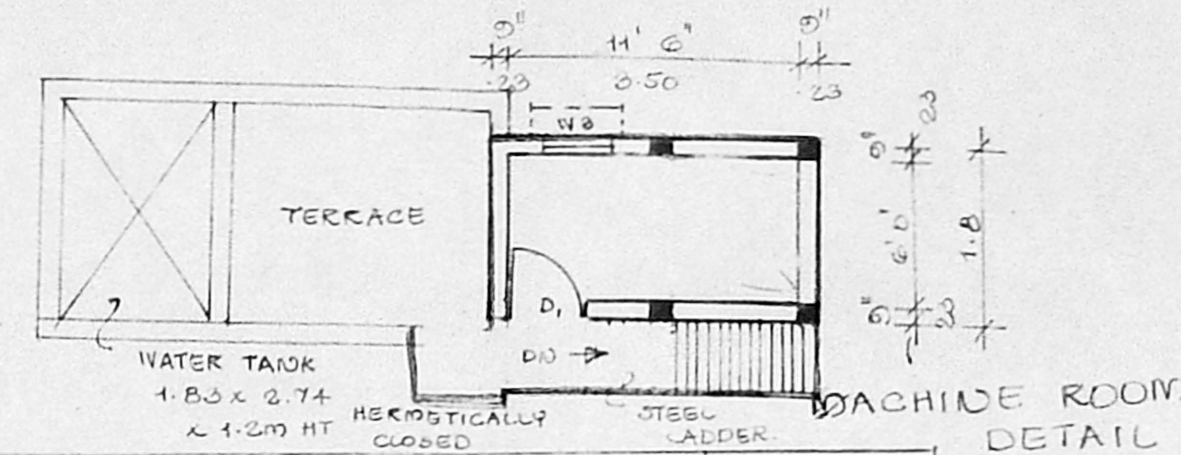 9" 11' 6" 9"
.23 3.50 .23
W3
TERRACE
D1
DN
9" 23
6'0" 1.8
9" 23
WATER TANK
1.83 x 2.74
x 1.2m HT
HERMETICALLY
CLOSED
STEEL
LADDER.
MACHINE ROOM
DETAIL